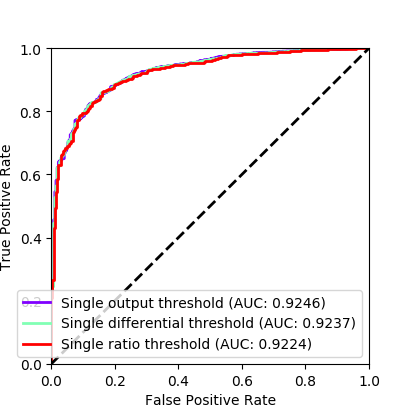 1.0
0.8
0.6
0.4
0.2
0.0
True Positive Rate
Single output threshold (AUC: 0.9246)
Single differential threshold (AUC: 0.9237)
Single ratio threshold (AUC: 0.9224)
0.0 0.2 0.4 0.6 0.8 1.0
False Positive Rate